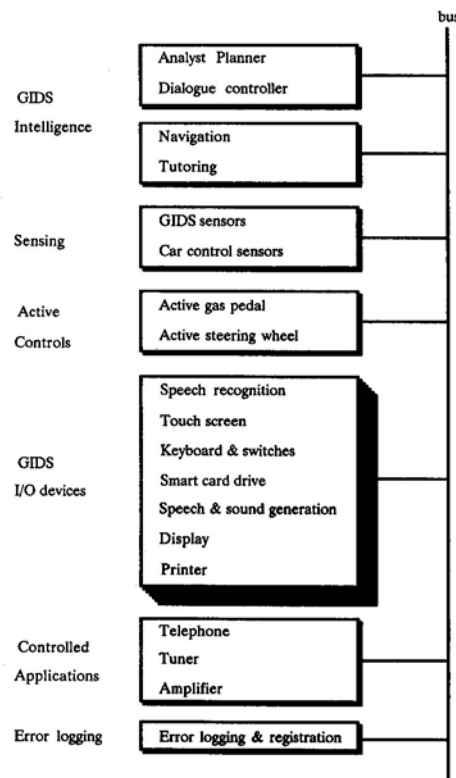 bus
Analyst Planner
Dialogue controller
GIDS
Intelligence
Navigation
Tutoring
GIDS sensors
Sensing
Car control sensors
Active gas pedal
Active
Controls
Active steering wheel
Speech recognition
Touch screen
Keyboard & switches
GIDS
I/O devices
Smart card drive
Speech & sound generation
Display
Printer
Telephone
Controlled
Applications
Tuner
Amplifier
Error logging
Error logging & registration